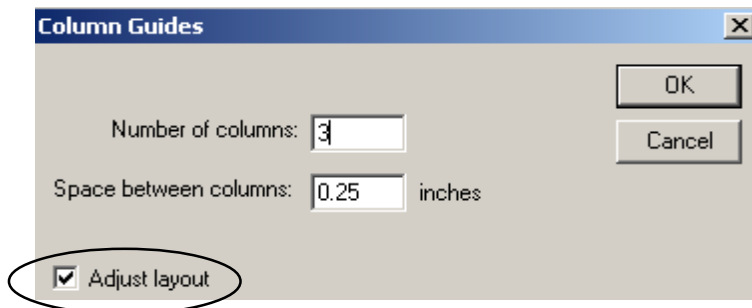 Column Guides
OK
Number of columns: 3
Cancel
Space between columns: 0.25 inches
Adjust layout